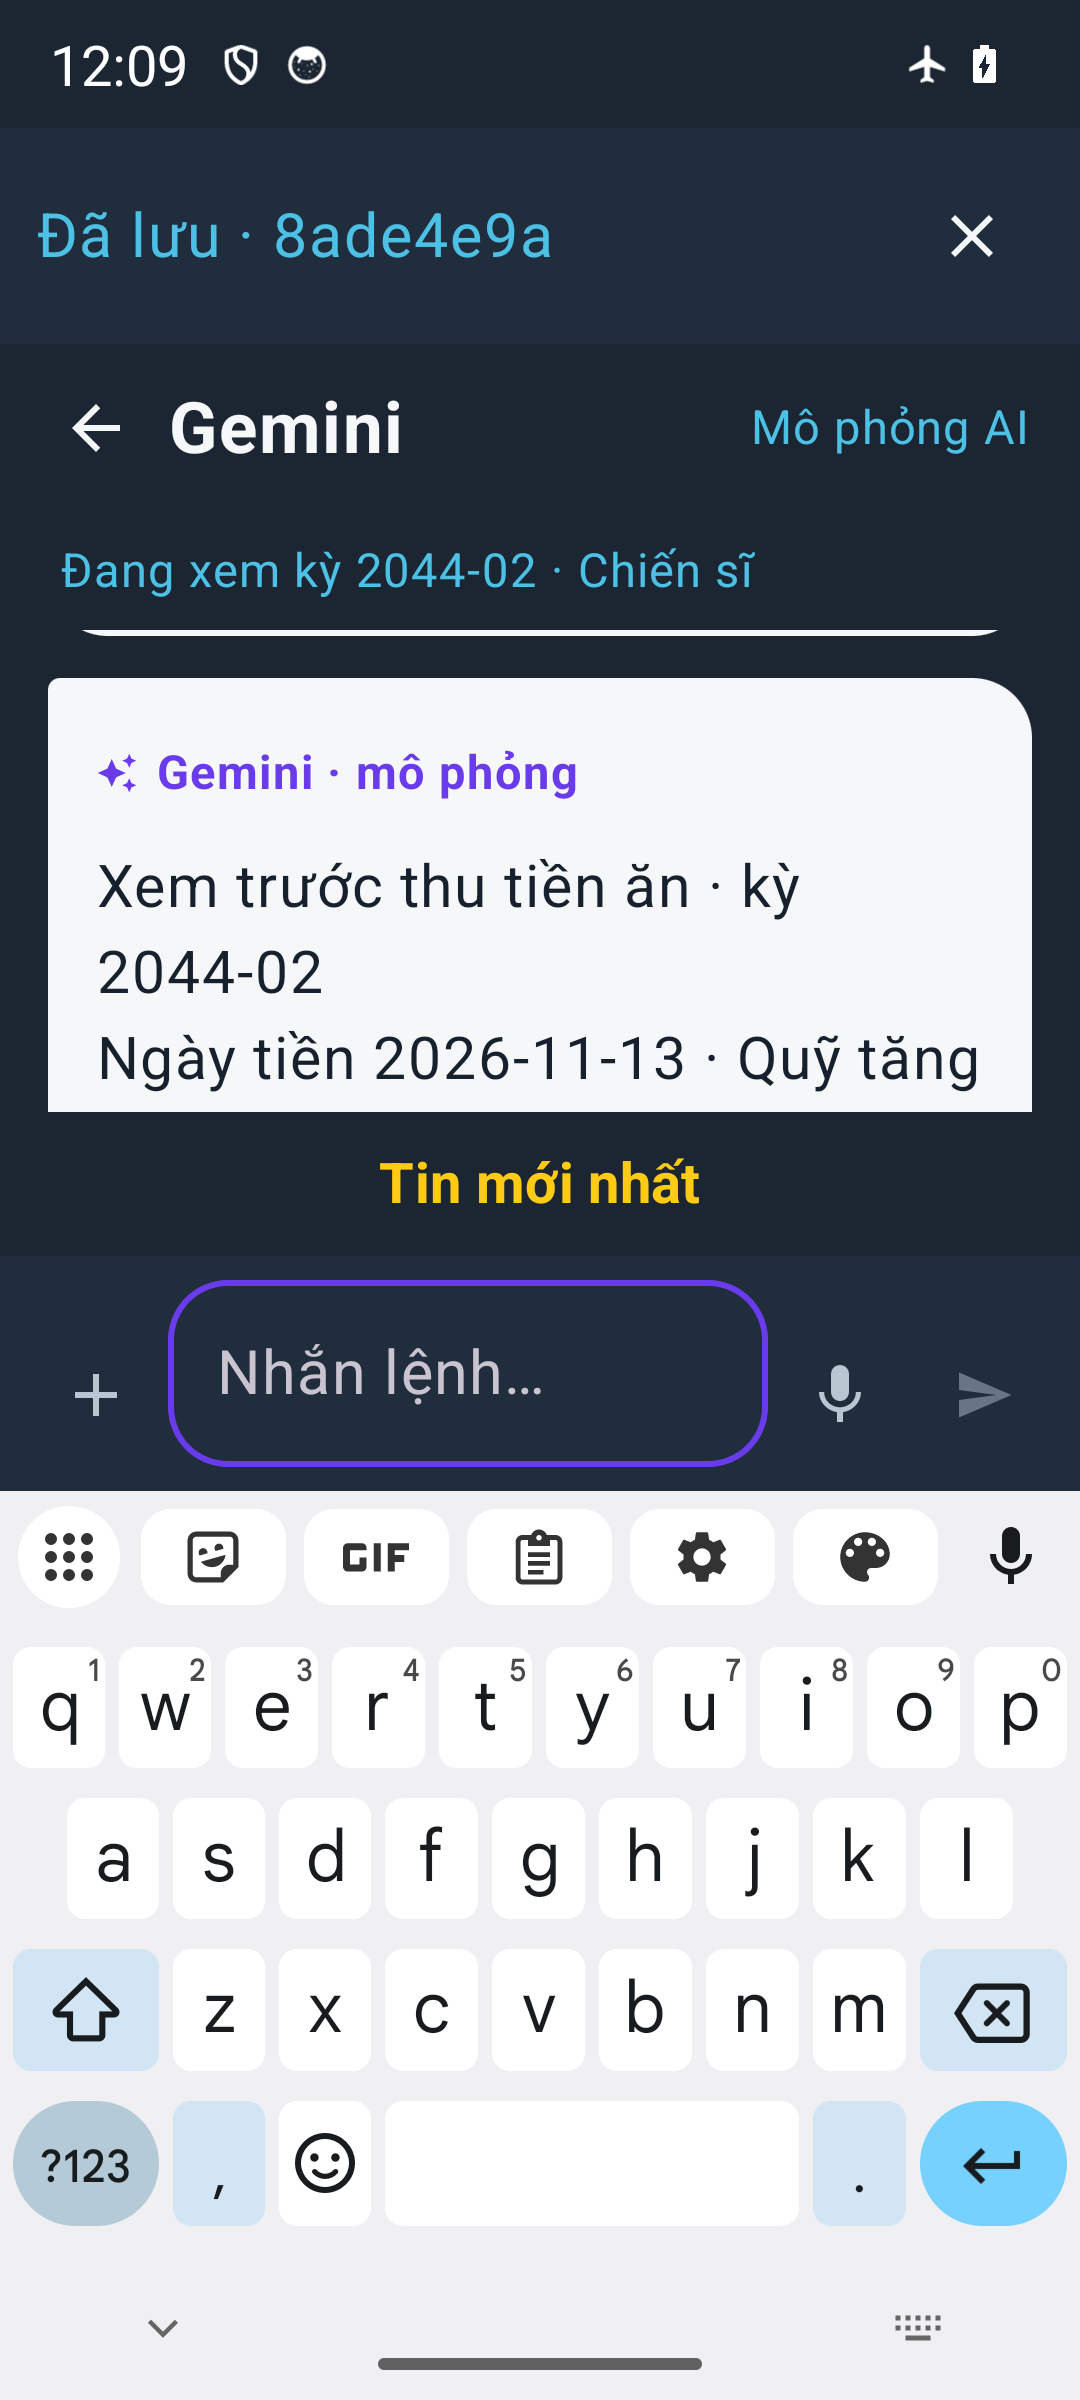 12:09
Đã lưu · 8ade4e9a
Gemini
Mô phỏng AI
Đang xem kỳ 2044-02 · Chiến sĩ
Gemini · mô phỏng
Xem trước thu tiền ăn · kỳ
2044-02
Ngày tiền 2026-11-13 · Quỹ tăng
Tin mới nhất
Nhắn lệnh...
GIF
q 1 w 2 e 3 r 4 t 5 y 6 u 7 i 8 o 9 p 0
a s d f g h j k l
z x c v b n m
?123 , .